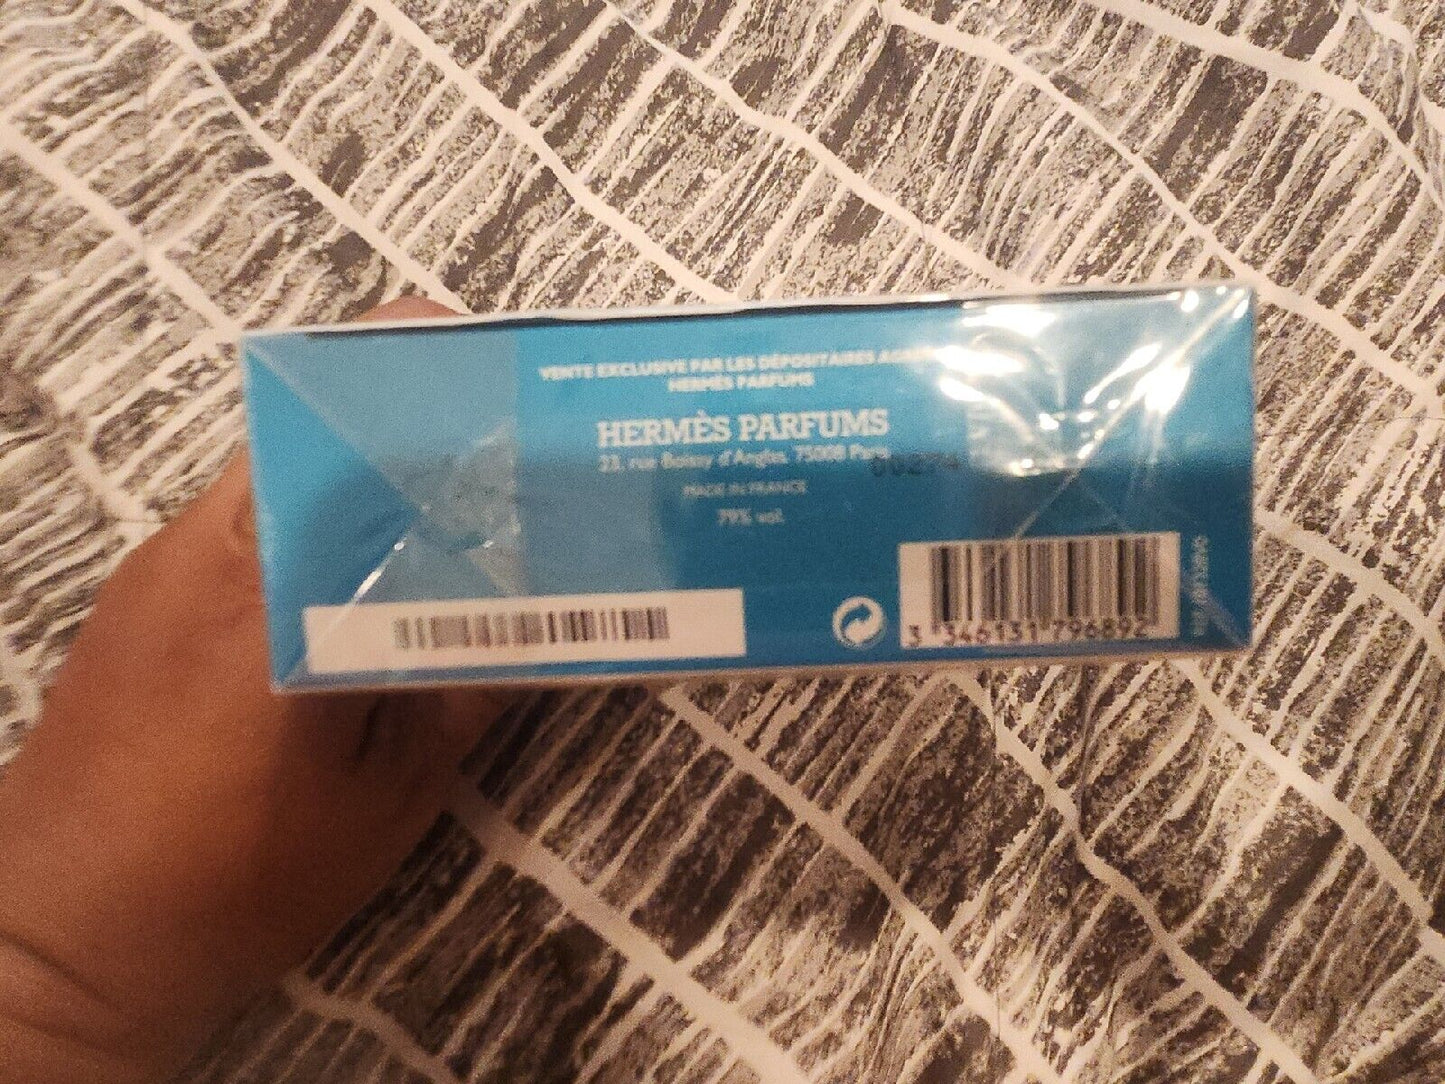 VENTE EXCLUSIVE PAR LES DÉPOSITAIRES
HERMÈS PARFUMS
HERMÈS PARFUMS
23, rue Boissy d'Anglas, 75008 Paris
MADE IN FRANCE
79% vol.
3 346131 796892